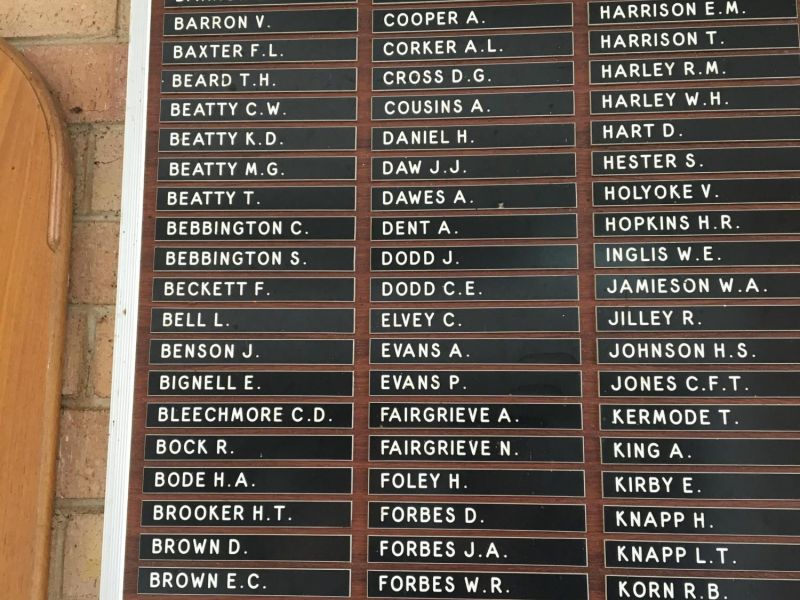 BARRON V.
BAXTER F.L.
BEARD T.H.
BEATTY C.W.
BEATTY K.D.
BEATTY M.G.
BEATTY T.
BEBBINGTON C.
BEBBINGTON S.
BECKETT F.
BELL L.
BENSON J.
BIGNELL E.
BLEECHMORE C.D.
BOCK R.
BODE H.A.
BROOKER H.T.
BROWN D.
BROWN E.C.
COOPER A.
CORKER A.L.
CROSS D.G.
COUSINS A.
DANIEL H.
DAW J.J.
DAWES A.
DENT A.
DODD J.
DODD C.E.
ELVEY C.
EVANS A.
EVANS P.
FAIRGRIEVE A.
FAIRGRIEVE N.
FOLEY H.
FORBES D.
FORBES J.A.
FORBES W.R.
HARRISON E.M.
HARRISON T.
HARLEY R.M.
HARLEY W.H.
HART D.
HESTER S.
HOLYOKE V.
HOPKINS H.R.
INGLIS W.E.
JAMIESON W.A.
JILLEY R.
JOHNSON H.S.
JONES C.F.T.
KERMODE T.
KING A.
KIRBY E.
KNAPP H.
KNAPP L.T.
KORN R.B.